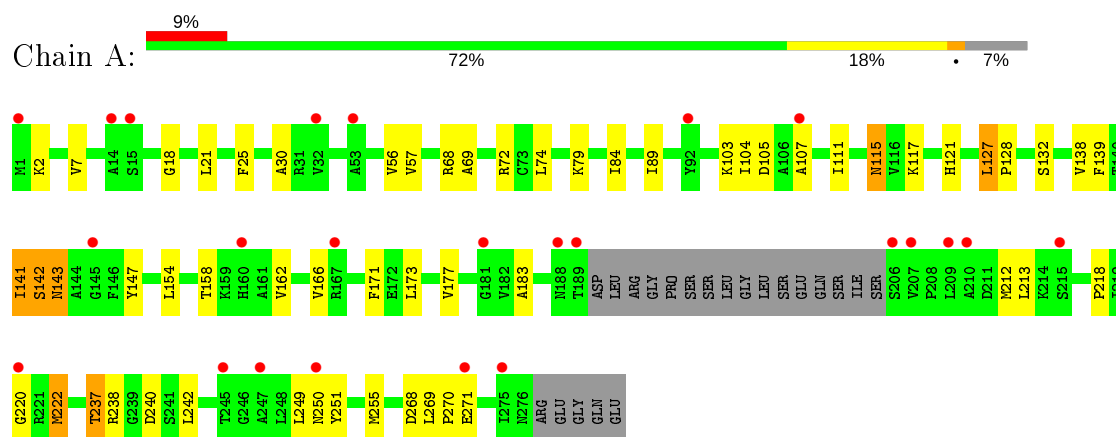 9%
Chain A:
72% 18% • 7%
M1 K2 V7 A14 S15 G18 L21 F25 A30 R31 V32 A53 V56 V57 R68 A69 R72 C73 L74 K79 I84 I89 Y92 K103 I104 D105 A106 A107 I111 N115 V116 K117 H121 L127 P128 S132 V138 F139
I141 S142 N143 A144 G145 F146 Y147 L154 T158 K159 H160 A161 V162 V166 R167 F171 E172 L173 V177 G181 V182 A183 N188 T189 ASP LEU ARG GLY PRO SER SER LEU GLY LEU SER GLU GLN SER ILE SER S206 V207 P208 L209 A210 D211 M212 L213 K214 S215 P218
G220 R221 M222 T237 R238 G239 D240 S241 L242 T245 G246 A247 L248 L249 N250 Y251 M255 D268 L269 P270 E271 I275 N276 ARG GLU GLY GLN GLU